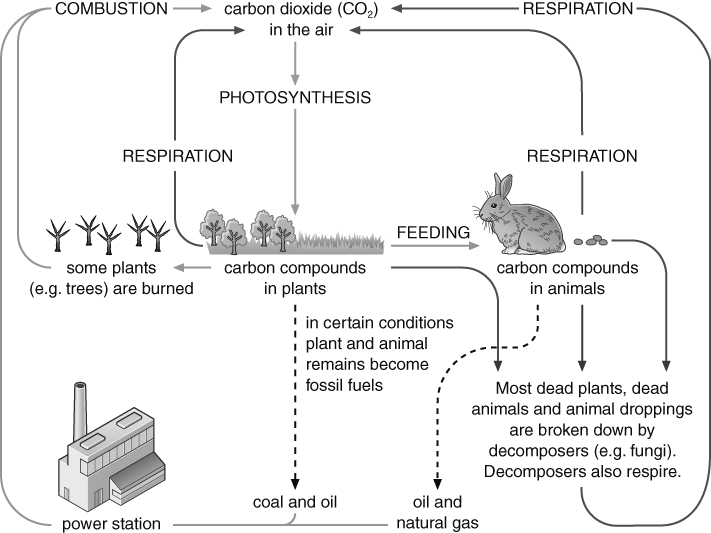 COMBUSTION
carbon dioxide (CO₂)
in the air
RESPIRATION
PHOTOSYNTHESIS
RESPIRATION
RESPIRATION
FEEDING
some plants
(e.g. trees) are burned
carbon compounds
in plants
carbon compounds
in animals
in certain conditions
plant and animal
remains become
fossil fuels
Most dead plants, dead
animals and animal droppings
are broken down by
decomposers (e.g. fungi).
Decomposers also respire.
coal and oil
oil and
natural gas
power station